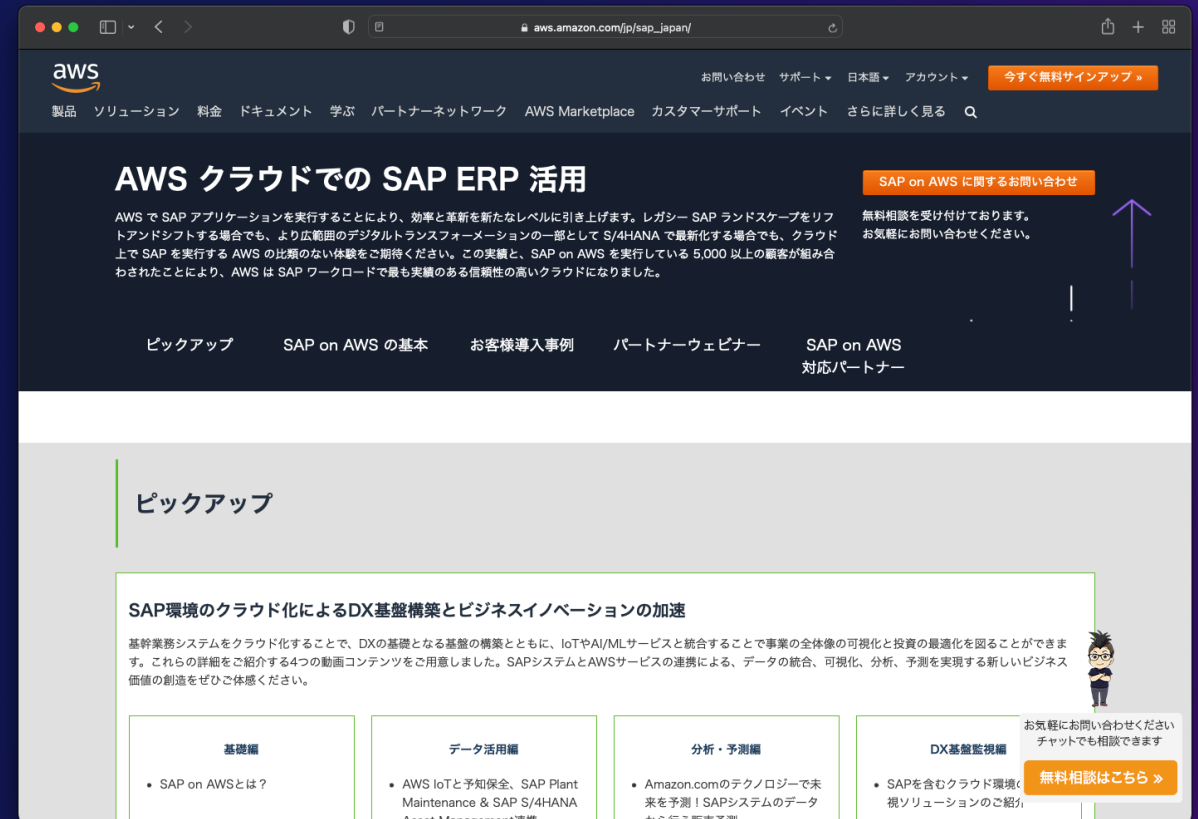 aws.amazon.com/jp/sap_japan/
aws
お問い合わせ サポート 日本語 アカウント 今すぐ無料サインアップ »
製品 ソリューション 料金 ドキュメント 学ぶ パートナーネットワーク AWS Marketplace カスタマーサポート イベント さらに詳しく見る
AWS クラウドでの SAP ERP 活用
AWS で SAP アプリケーションを実行することにより、効率と革新を新たなレベルに引き上げます。レガシー SAP ランドスケープをリフ
トアンドシフトする場合でも、より広範囲のデジタルトランスフォーメーションの一部として S/4HANA で最新化する場合でも、クラウド
上で SAP を実行する AWS の比類のない体験をご期待ください。この実績と、SAP on AWS を実行している 5,000 以上の顧客が組み合
わされたことにより、AWS は SAP ワークロードで最も実績のある信頼性の高いクラウドになりました。
SAP on AWS に関するお問い合わせ
無料相談を受け付けております。
お気軽にお問い合わせください。
ピックアップ SAP on AWS の基本 お客様導入事例 パートナーウェビナー SAP on AWS
対応パートナー
ピックアップ
SAP環境のクラウド化によるDX基盤構築とビジネスイノベーションの加速
基幹業務システムをクラウド化することで、DXの基礎となる基盤の構築とともに、IoTやAI/MLサービスと統合することで事業の全体像の可視化と投資の最適化を図ることができま
す。これらの詳細をご紹介する4つの動画コンテンツをご用意しました。SAPシステムとAWSサービスの連携による、データの統合、可視化、分析、予測を実現する新しいビジネス
価値の創造をぜひご体感ください。
基礎編
• SAP on AWSとは？
データ活用編
• AWS IoTと予知保全、SAP Plant
Maintenance & SAP S/4HANA
Asset Management連携
分析・予測編
• Amazon.comのテクノロジーで未
来を予測！SAPシステムのデータ
から行う販売予測
DX基盤監視編
• SAPを含むクラウド環境
視ソリューションのご紹介
お気軽にお問い合わせください
チャットでも相談できます
無料相談はこちら »